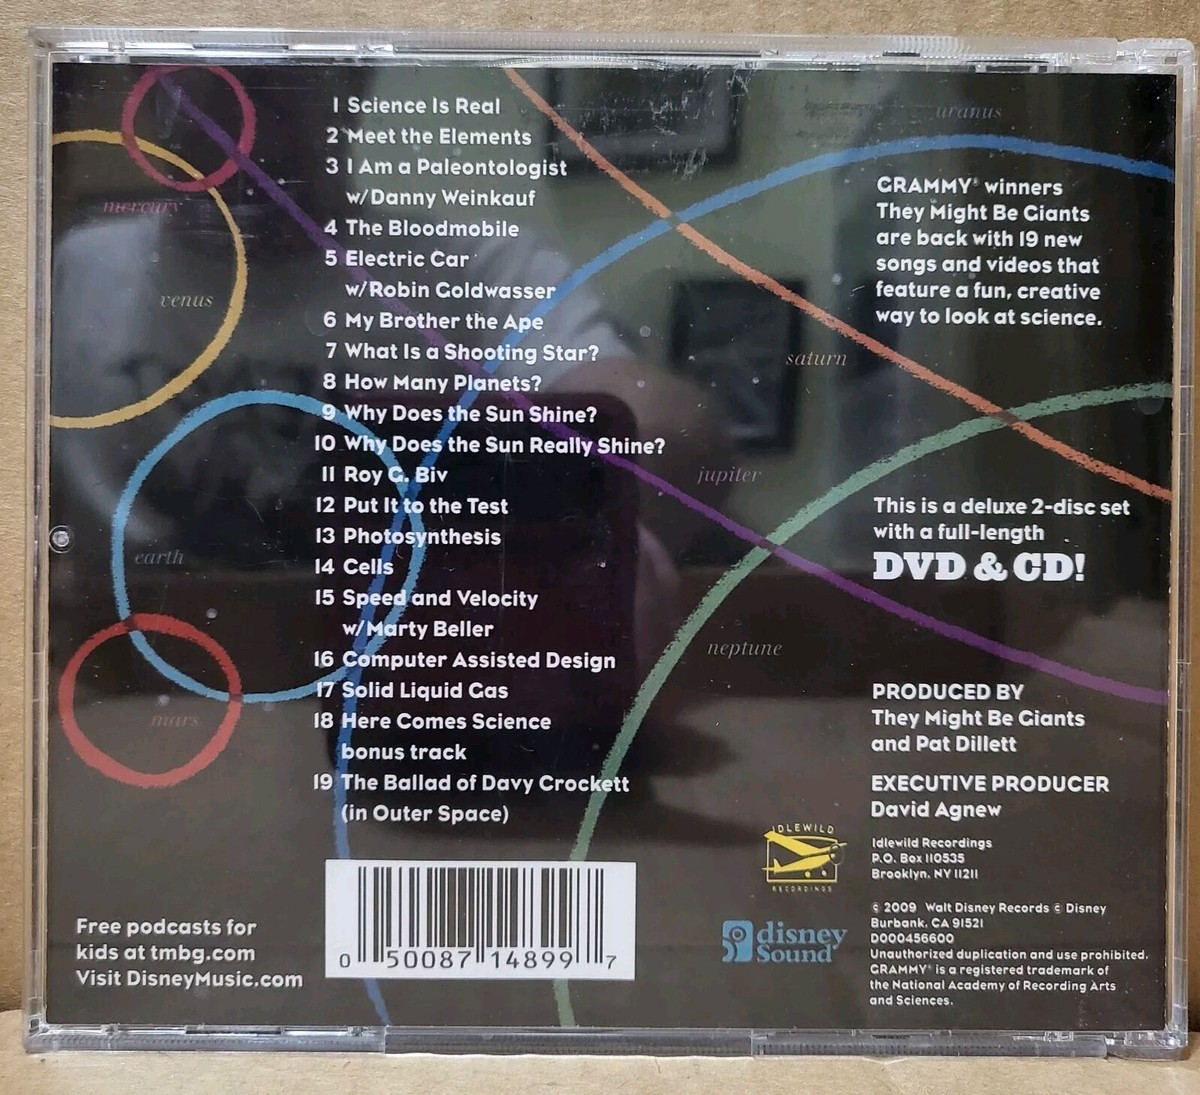 1 Science Is Real
2 Meet the Elements
3 I Am a Paleontologist
w/Danny Weinkauf
4 The Bloodmobile
5 Electric Car
w/Robin Goldwasser
6 My Brother the Ape
7 What Is a Shooting Star?
8 How Many Planets?
9 Why Does the Sun Shine?
10 Why Does the Sun Really Shine?
11 Roy G. Biv
12 Put It to the Test
13 Photosynthesis
14 Cells
15 Speed and Velocity
w/Marty Beller
16 Computer Assisted Design
17 Solid Liquid Gas
18 Here Comes Science
bonus track
19 The Ballad of Davy Crockett
(in Outer Space)
mercury
venus
earth
mars
uranus
saturn
jupiter
neptune
GRAMMY® winners
They Might Be Giants
are back with 19 new
songs and videos that
feature a fun, creative
way to look at science.
This is a deluxe 2-disc set
with a full-length
DVD & CD!
PRODUCED BY
They Might Be Giants
and Pat Dillett
EXECUTIVE PRODUCER
David Agnew
IDLEWILD
RECORDINGS
Idlewild Recordings
P.O. Box 110535
Brooklyn, NY 11211
disney
Sound
℗ 2009 Walt Disney Records © Disney
Burbank, CA 91521
D000456600
Unauthorized duplication and use prohibited.
GRAMMY® is a registered trademark of
the National Academy of Recording Arts
and Sciences.
Free podcasts for
kids at tmbg.com
Visit DisneyMusic.com
0 50087 14899 7